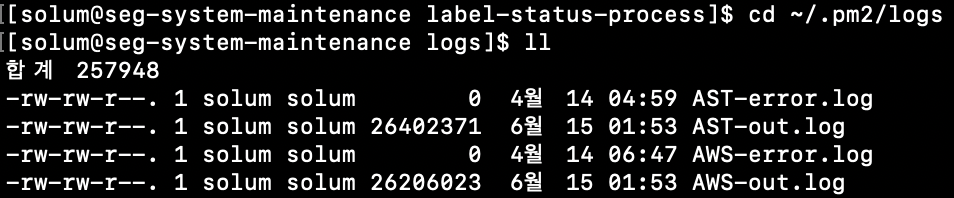 [[solum@seg-system-maintenance label-status-process]$ cd ~/.pm2/logs
[[solum@seg-system-maintenance logs]$ ll
합계 257948
-rw-rw-r--. 1 solum solum        0  4월  14 04:59 AST-error.log
-rw-rw-r--. 1 solum solum 26402371  6월  15 01:53 AST-out.log
-rw-rw-r--. 1 solum solum        0  4월  14 06:47 AWS-error.log
-rw-rw-r--. 1 solum solum 26206023  6월  15 01:53 AWS-out.log